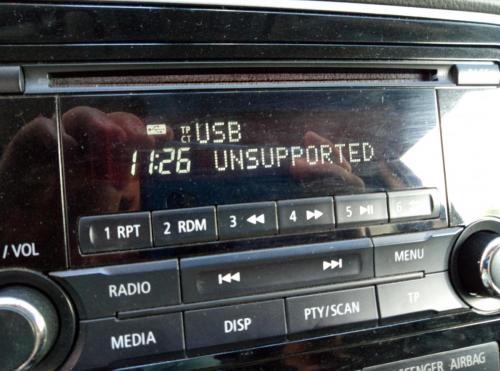 TP USB
CT
11:26 UNSUPPORTED
1 RPT 2 RDM 3 4 5 6
/ VOL
RADIO MENU
MEDIA DISP PTY/SCAN TP
PASSENGER AIRBAG